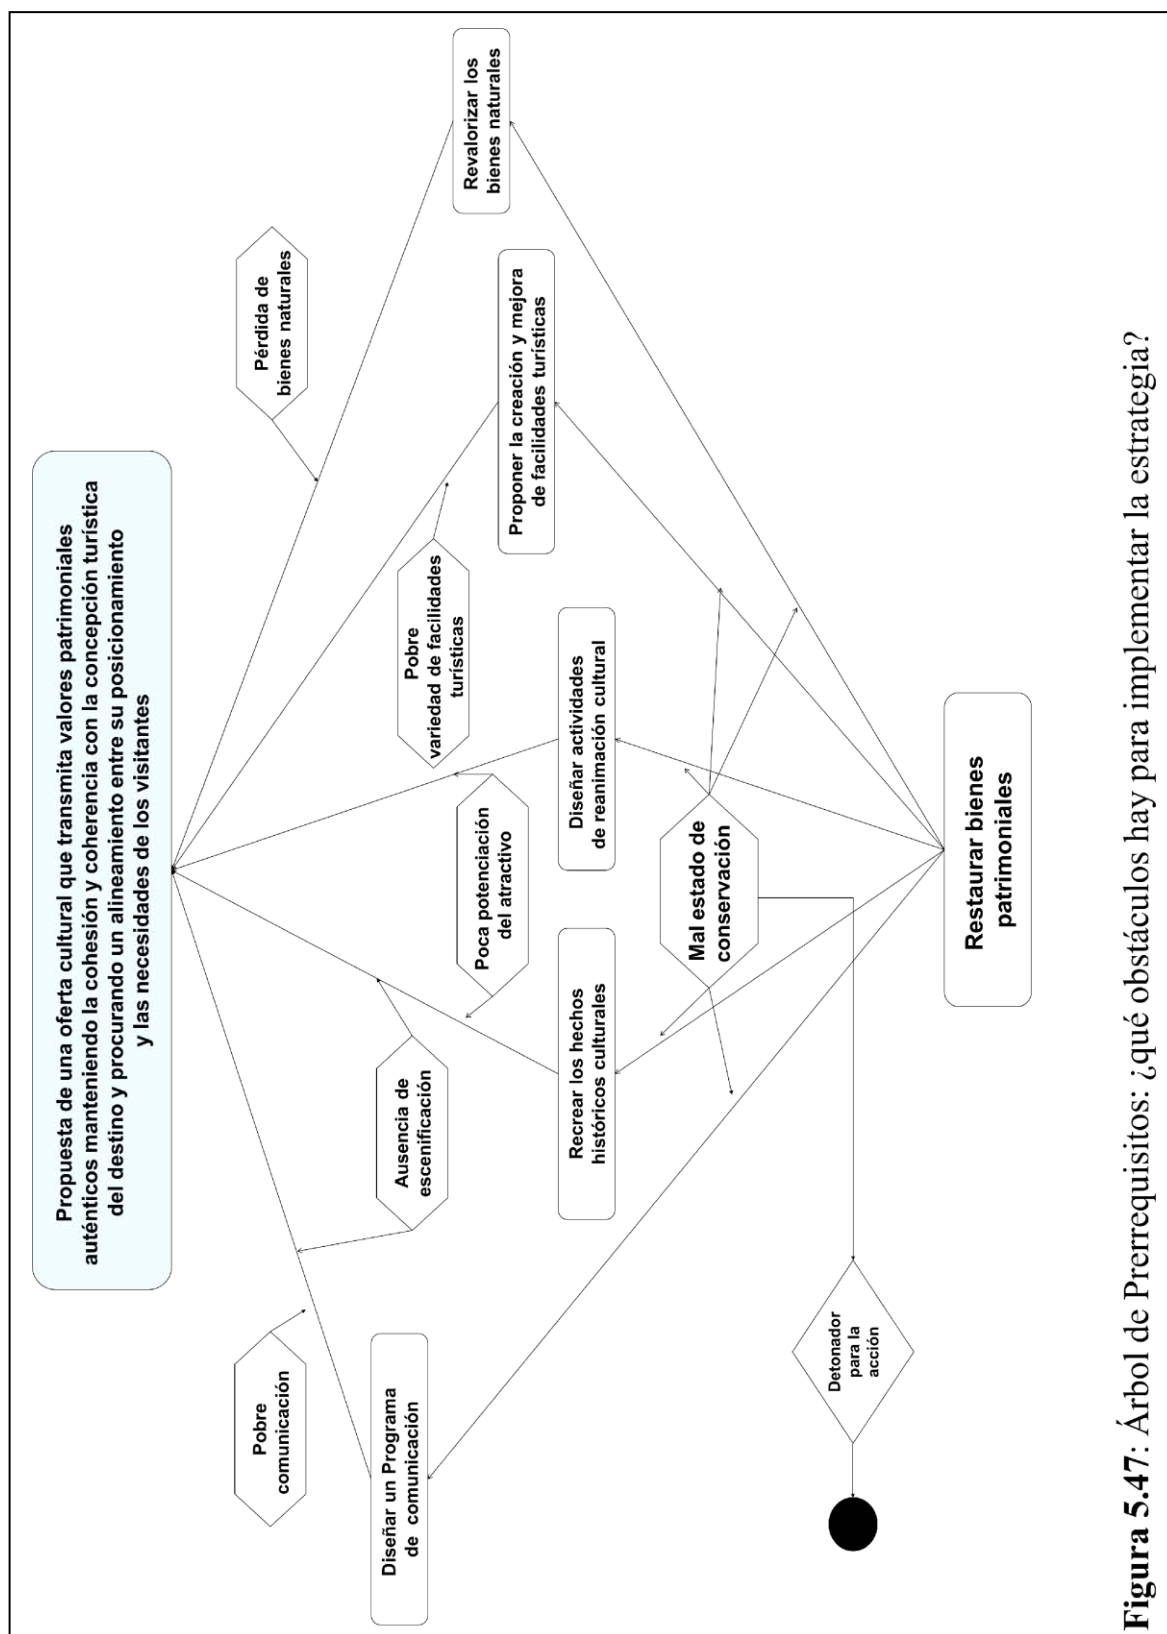 Propuesta de una oferta cultural que transmita valores patrimoniales
auténticos manteniendo la cohesión y coherencia con la concepción turística
del destino y procurando un alineamiento entre su posicionamiento
y las necesidades de los visitantes
Pobre
comunicación
Pérdida de
bienes naturales
Ausencia de
escenificación
Pobre
variedad de facilidades
turísticas
Diseñar un Programa
de comunicación
Poca potenciación
del atractivo
Revalorizar los
bienes naturales
Proponer la creación y mejora
de facilidades turísticas
Recrear los hechos
históricos culturales
Diseñar actividades
de reanimación cultural
Mal estado de
conservación
Detonador
para la
acción
Restaurar bienes
patrimoniales
Figura 5.47: Árbol de Prerrequisitos: ¿qué obstáculos hay para implementar la estrategia?